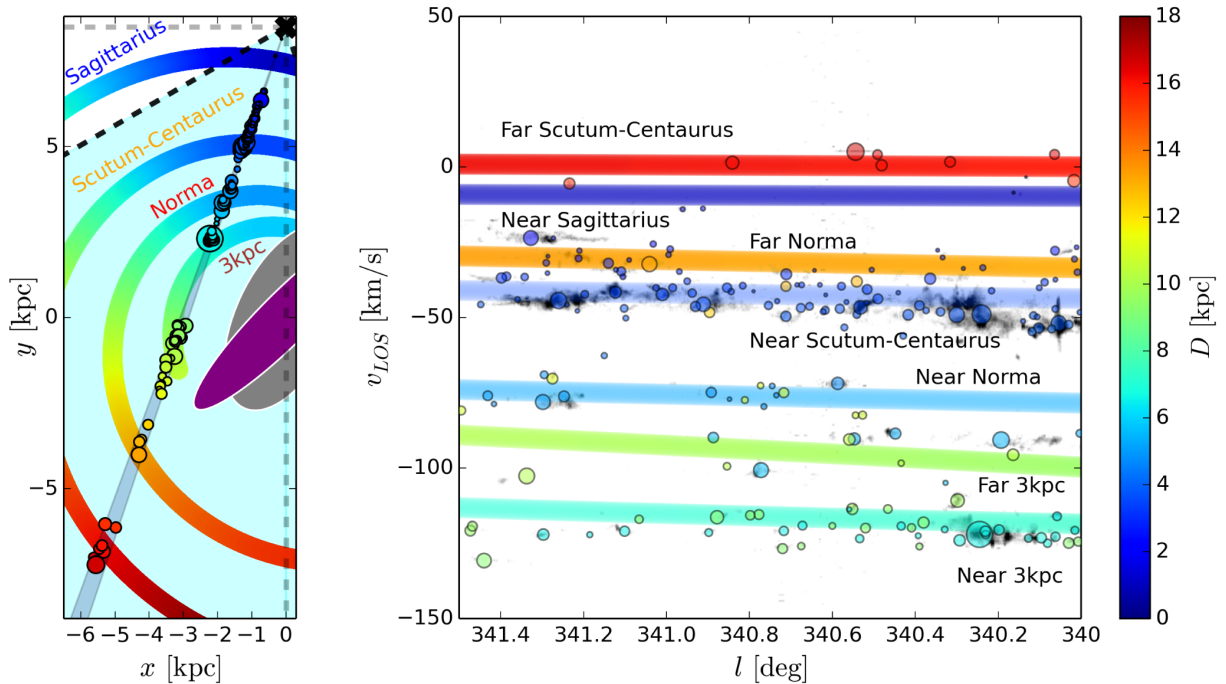 Sagittarius
Scutum-Centaurus
Norma
3kpc
5
0
−5
y [kpc]
−6 −5 −4 −3 −2 −1 0
x [kpc]
50
0
−50
−100
−150
v_LOS [km/s]
Far Scutum-Centaurus
Near Sagittarius
Far Norma
Near Scutum-Centaurus
Near Norma
Far 3kpc
Near 3kpc
341.4 341.2 341.0 340.8 340.6 340.4 340.2 340
l [deg]
18
16
14
12
10
8
6
4
2
0
D [kpc]